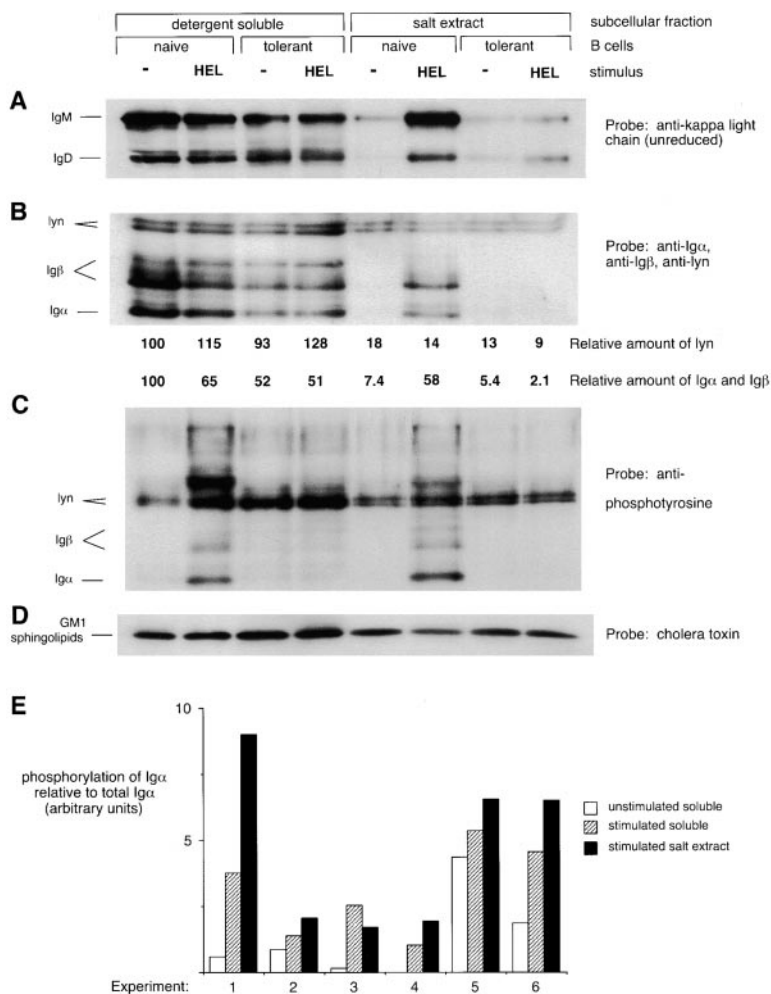 detergent soluble salt extract subcellular fraction
naive tolerant naive tolerant B cells
- HEL - HEL - HEL - HEL stimulus
A
IgM
IgD
Probe: anti-kappa light
chain (unreduced)
B
lyn
Igβ
Igα
Probe: anti-Igα,
anti-Igβ, anti-lyn
100 115 93 128 18 14 13 9 Relative amount of lyn
100 65 52 51 7.4 58 5.4 2.1 Relative amount of Igα and Igβ
C
lyn
Igβ
Igα
Probe: anti-
phosphotyrosine
D
GM1
sphingolipids
Probe: cholera toxin
E
phosphorylation of Igα
relative to total Igα
(arbitrary units)
10
5
unstimulated soluble
stimulated soluble
stimulated salt extract
Experiment: 1 2 3 4 5 6